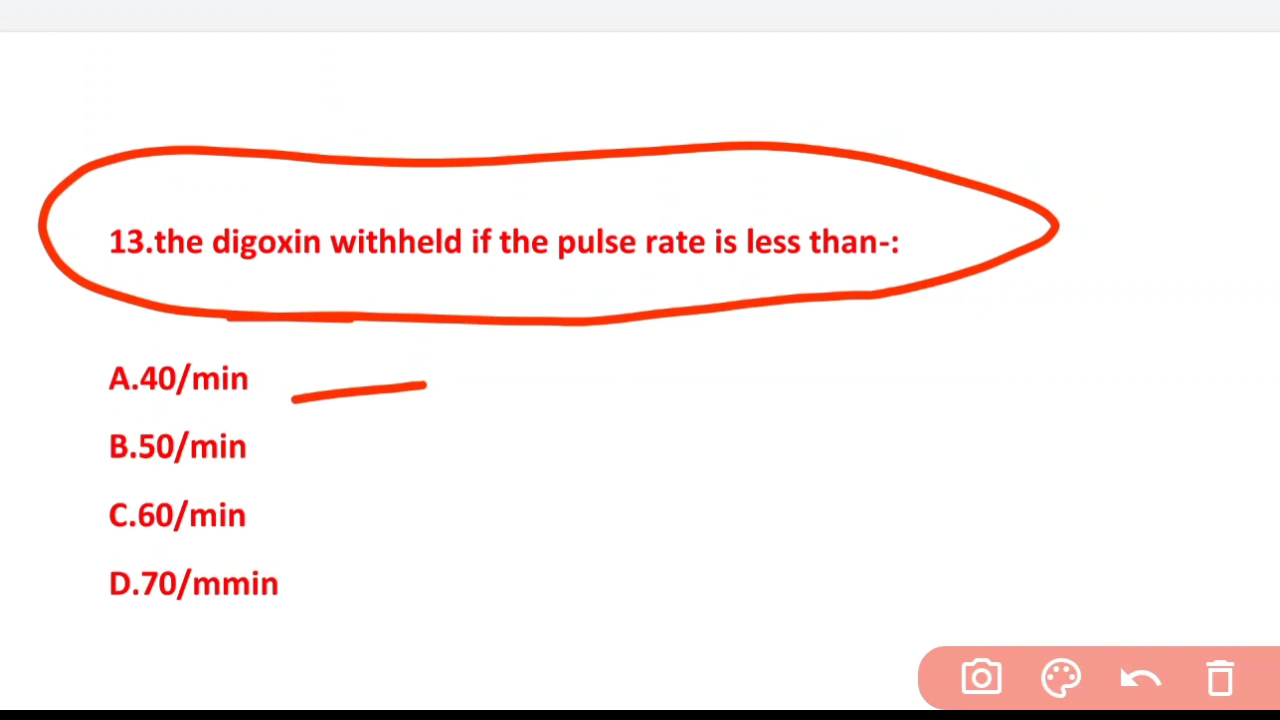 13.the digoxin withheld if the pulse rate is less than-:
A.40/min
B.50/min
C.60/min
D.70/mmin